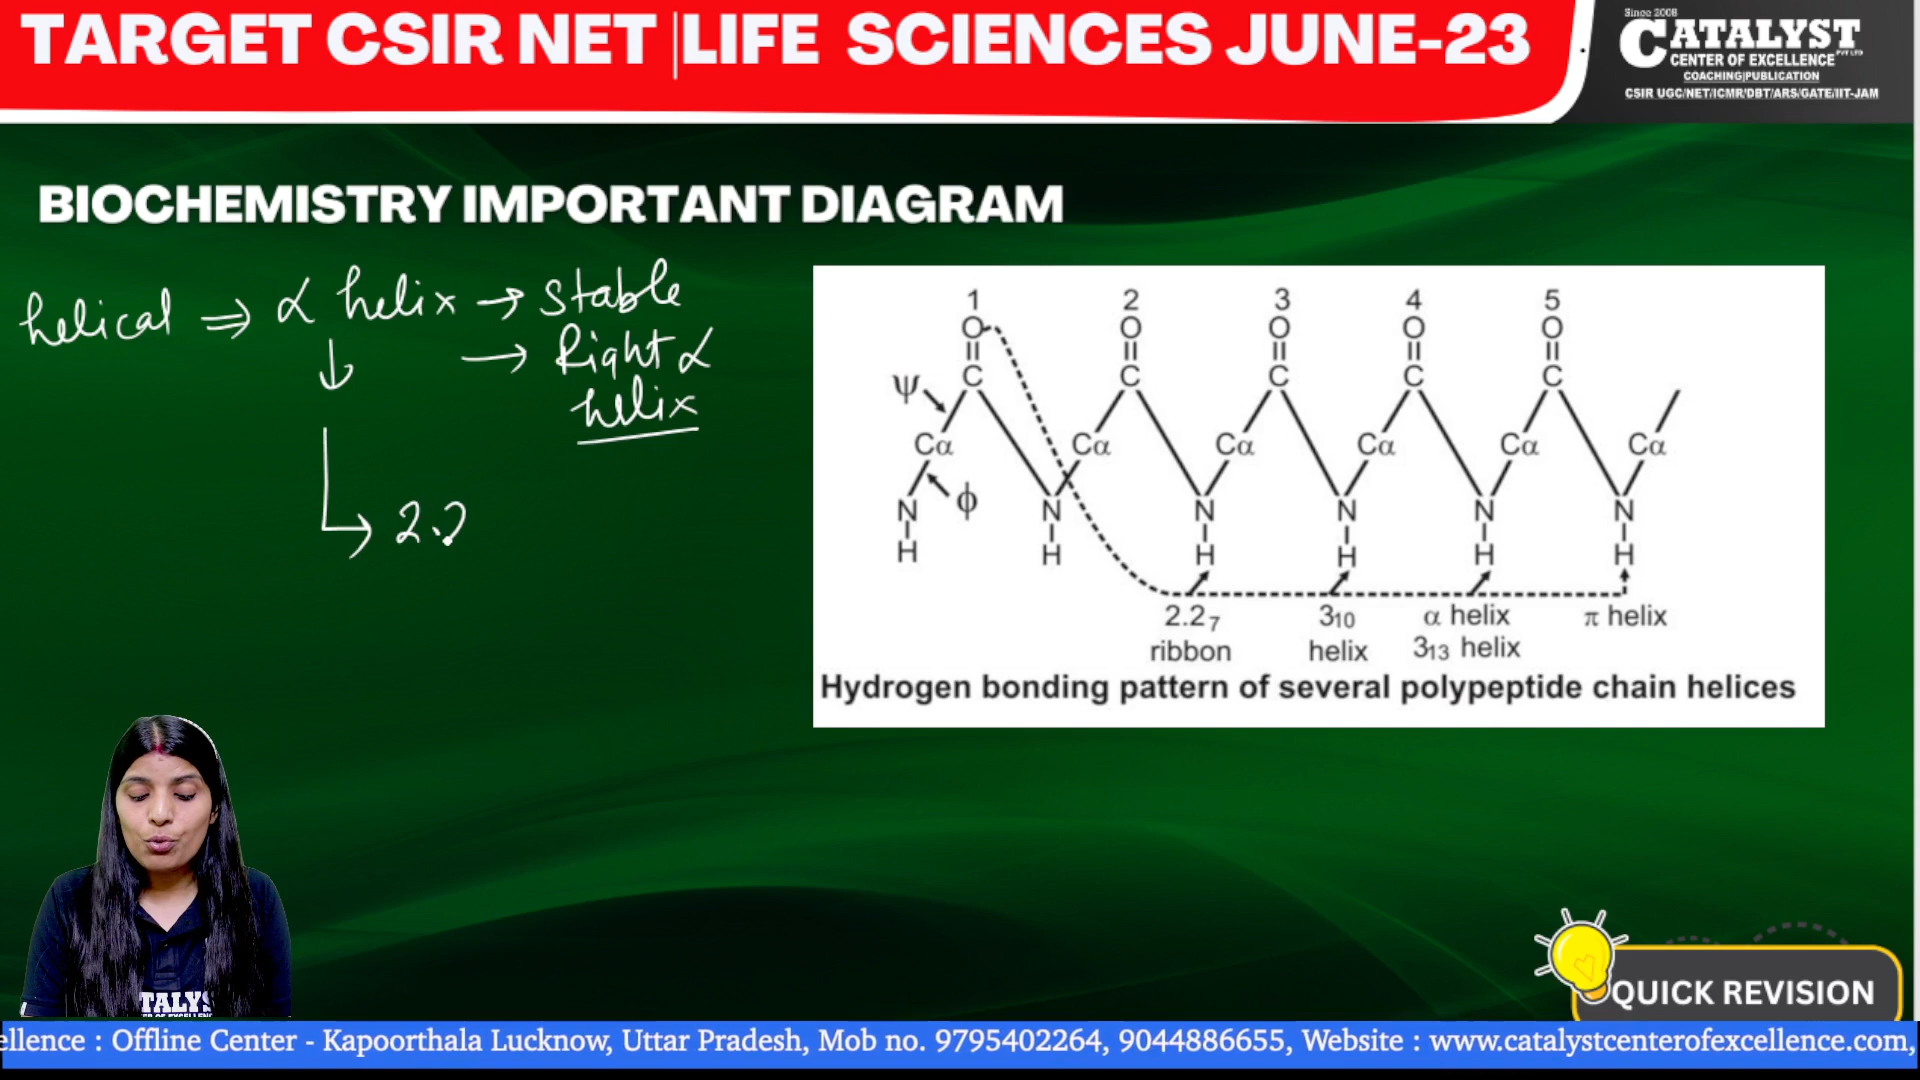 TARGET CSIR NET |LIFE SCIENCES JUNE-23
Since 2008
CATALYST
PVT LTD
CENTER OF EXCELLENCE
COACHING|PUBLICATION
CSIR UGC/NET/ICMR/DBT/ARS/GATE/IIT-JAM
BIOCHEMISTRY IMPORTANT DIAGRAM
helical ⇒ α helix → Stable
↓ → Right α
helix
↳ 2.2
1 2 3 4 5
O O O O O
C C C C C
ψ
Cα Cα Cα Cα Cα Cα
ϕ
N N N N N N
H H H H H H
2.2₇ 3₁₀ α helix π helix
ribbon helix 3₁₃ helix
Hydrogen bonding pattern of several polypeptide chain helices
TALYS
QUICK REVISION
ellence : Offline Center - Kapoorthala Lucknow, Uttar Pradesh, Mob no. 9795402264, 9044886655, Website : www.catalystcenterofexcellence.com,